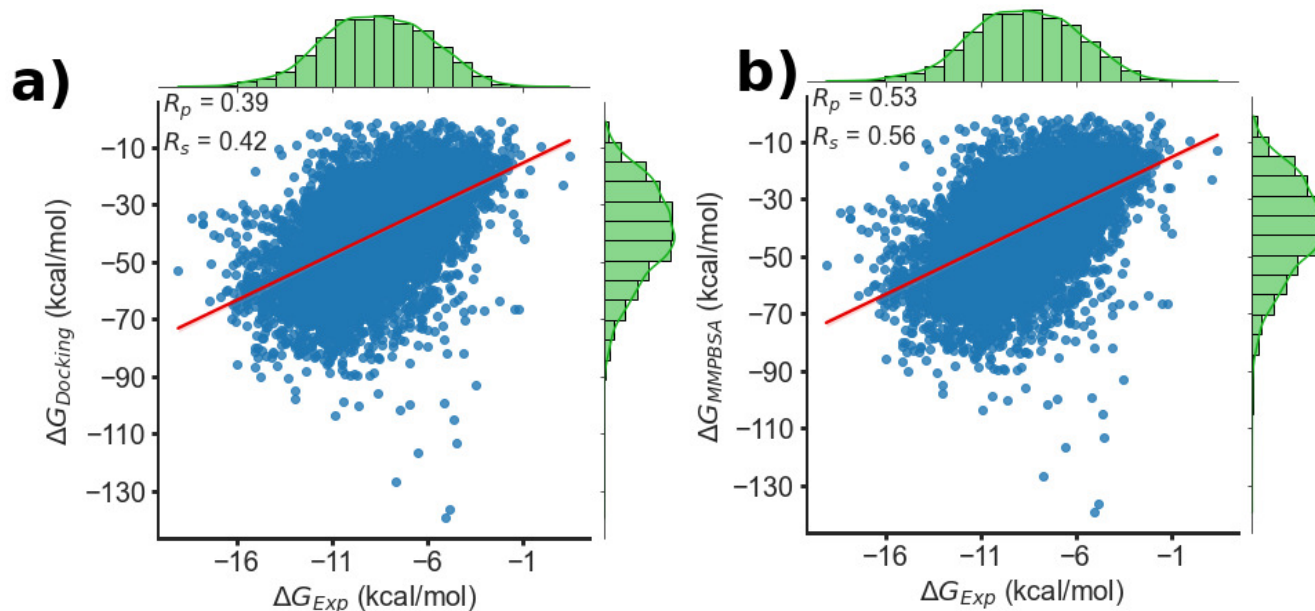 a)
R_p = 0.39
R_s = 0.42
−10
−30
−50
−70
−90
−110
−130
ΔG_Docking (kcal/mol)
−16 −11 −6 −1
ΔG_Exp (kcal/mol)
b)
R_p = 0.53
R_s = 0.56
−10
−30
−50
−70
−90
−110
−130
ΔG_MMPBSA (kcal/mol)
−16 −11 −6 −1
ΔG_Exp (kcal/mol)